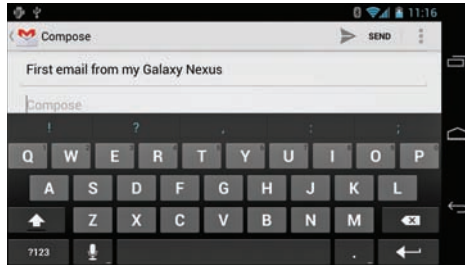 11:16
Compose
SEND
First email from my Galaxy Nexus
Compose
! ? , : ;
Q W E R T Y U I O P
A S D F G H J K L
Z X C V B N M
?123 .